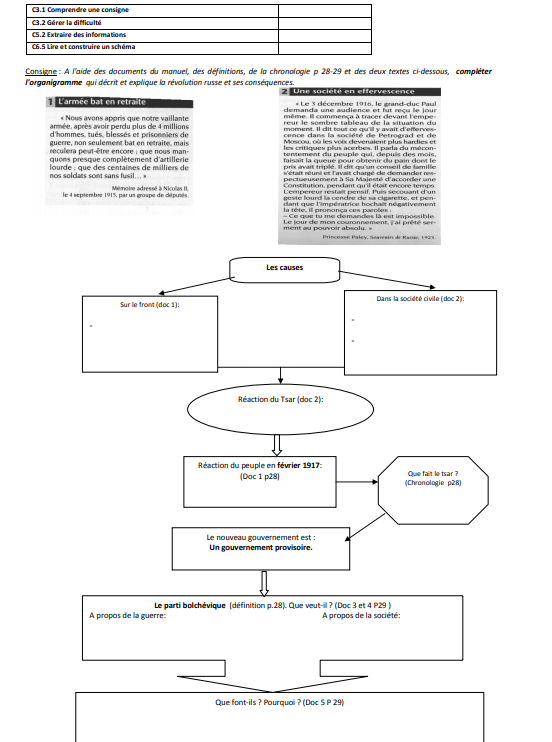 C3.1 Comprendre une consigne
C3.2 Gérer la difficulté
C5.2 Extraire des informations
C6.5 Lire et construire un schéma
Consigne : A l'aide des documents du manuel, des définitions, de la chronologie p 28-29 et des deux textes ci-dessous, compléter
l'organigramme qui décrit et explique la révolution russe et ses conséquences.
1 L'armée bat en retraite
« Nous avons appris que notre vaillante
armée, après avoir perdu plus de 4 millions
d'hommes, tués, blessés et prisonniers de
guerre, non seulement bat en retraite, mais
reculera peut-être encore ; que nous man-
quons presque complètement d'artillerie
lourde ; que des centaines de milliers de
nos soldats sont sans fusil... »
Mémoire adressé à Nicolas II,
le 4 septembre 1915, par un groupe de députés.
2 Une société en effervescence
« Le 3 décembre 1916, le grand-duc Paul
demanda une audience et fut reçu le jour
même. Il commença à tracer devant l'empe-
reur le sombre tableau de la situation du
moment. Il dit tout ce qu'il y avait d'efferves-
cence dans la société de Petrograd et de
Moscou, où les voix devenaient plus hardies et
les critiques plus acerbes. Il parla du mécon-
tentement du peuple qui, depuis des mois,
faisait la queue pour obtenir du pain dont le
prix avait triplé. Il dit qu'un conseil de famille
s'était réuni et l'avait chargé de demander res-
pectueusement à Sa Majesté d'accorder une
Constitution, pendant qu'il était encore temps.
L'empereur restait pensif. Puis secouant d'un
geste lourd la cendre de sa cigarette, et pen-
dant que l'impératrice hochait négativement
la tête, il prononça ces paroles :
– Ce que tu me demandes là est impossible.
Le jour de mon couronnement, j'ai prêté ser-
ment au pouvoir absolu. »
Princesse Paley, Souvenirs de Russie, 1923.
Les causes
Sur le front (doc 1):
-
Dans la société civile (doc 2):
-
-
Réaction du Tsar (doc 2):
Réaction du peuple en février 1917:
(Doc 1 p28)
Que fait le tsar ?
(Chronologie p28)
Le nouveau gouvernement est :
Un gouvernement provisoire.
Le parti bolchévique (définition p.28). Que veut-il ? (Doc 3 et 4 P29 )
A propos de la guerre: A propos de la société:
Que font-ils ? Pourquoi ? (Doc 5 P 29)